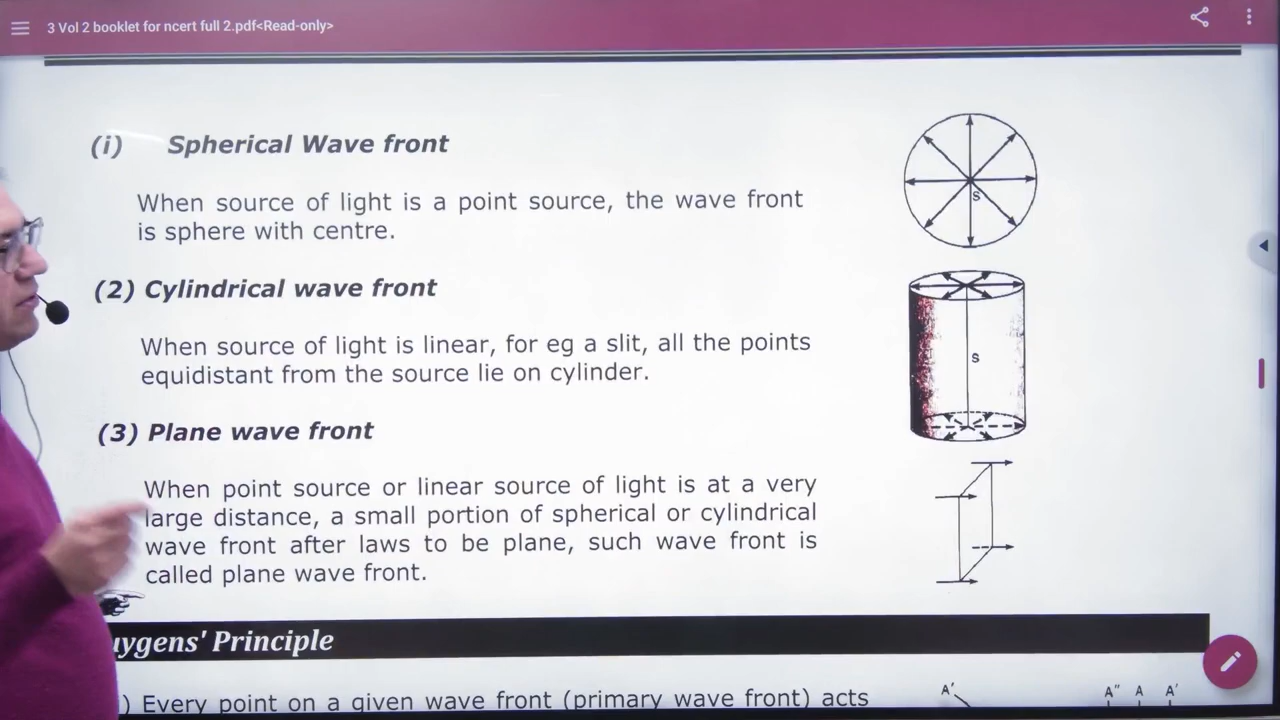 3 Vol 2 booklet for ncert full 2.pdf<Read-only>
(i) Spherical Wave front
When source of light is a point source, the wave front
is sphere with centre.
S
(2) Cylindrical wave front
When source of light is linear, for eg a slit, all the points
equidistant from the source lie on cylinder.
S
(3) Plane wave front
When point source or linear source of light is at a very
large distance, a small portion of spherical or cylindrical
wave front after laws to be plane, such wave front is
called plane wave front.
uygens' Principle
) Every point on a given wave front (primary wave front) acts
A' A" A A'